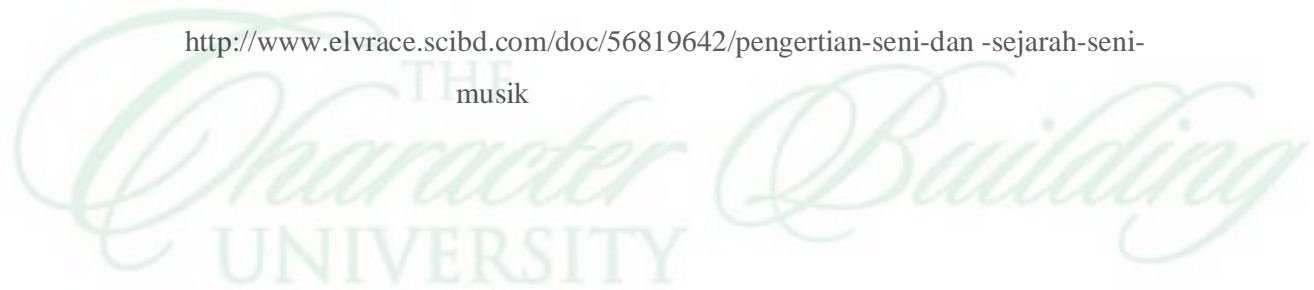 http://www.elvrace.scibd.com/doc/56819642/pengertian-seni-dan -sejarah-seni-
musik
THE
Character Building
UNIVERSITY